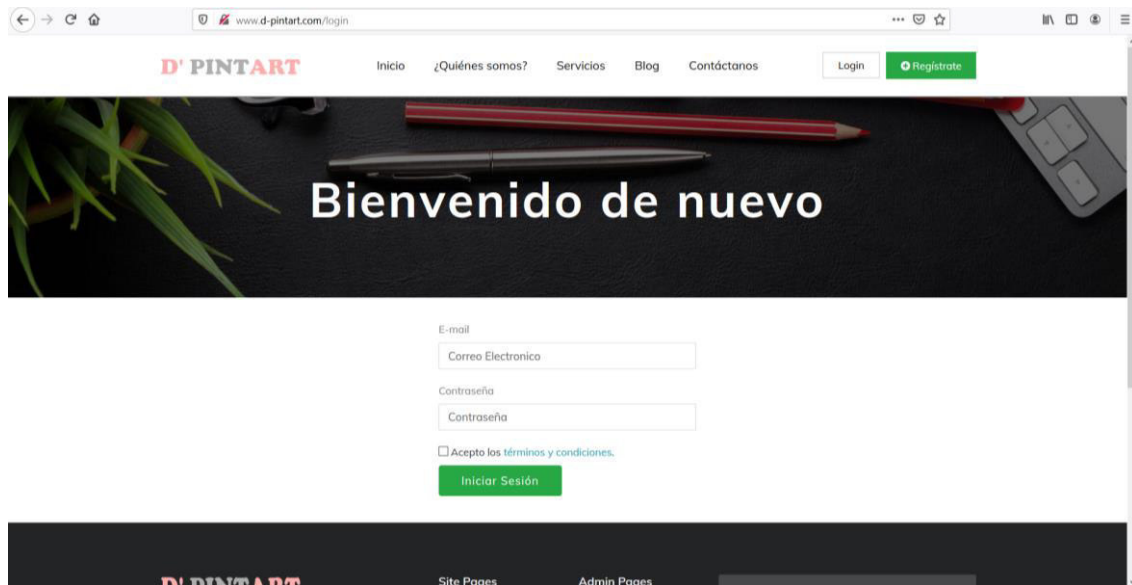 www.d-pintart.com/login
D' PINTART
Inicio ¿Quiénes somos? Servicios Blog Contáctanos Login Regístrate
Bienvenido de nuevo
E-mail
Correo Electronico
Contraseña
Contraseña
Acepto los términos y condiciones.
Iniciar Sesión
D' PINTART Site Pages Admin Pages